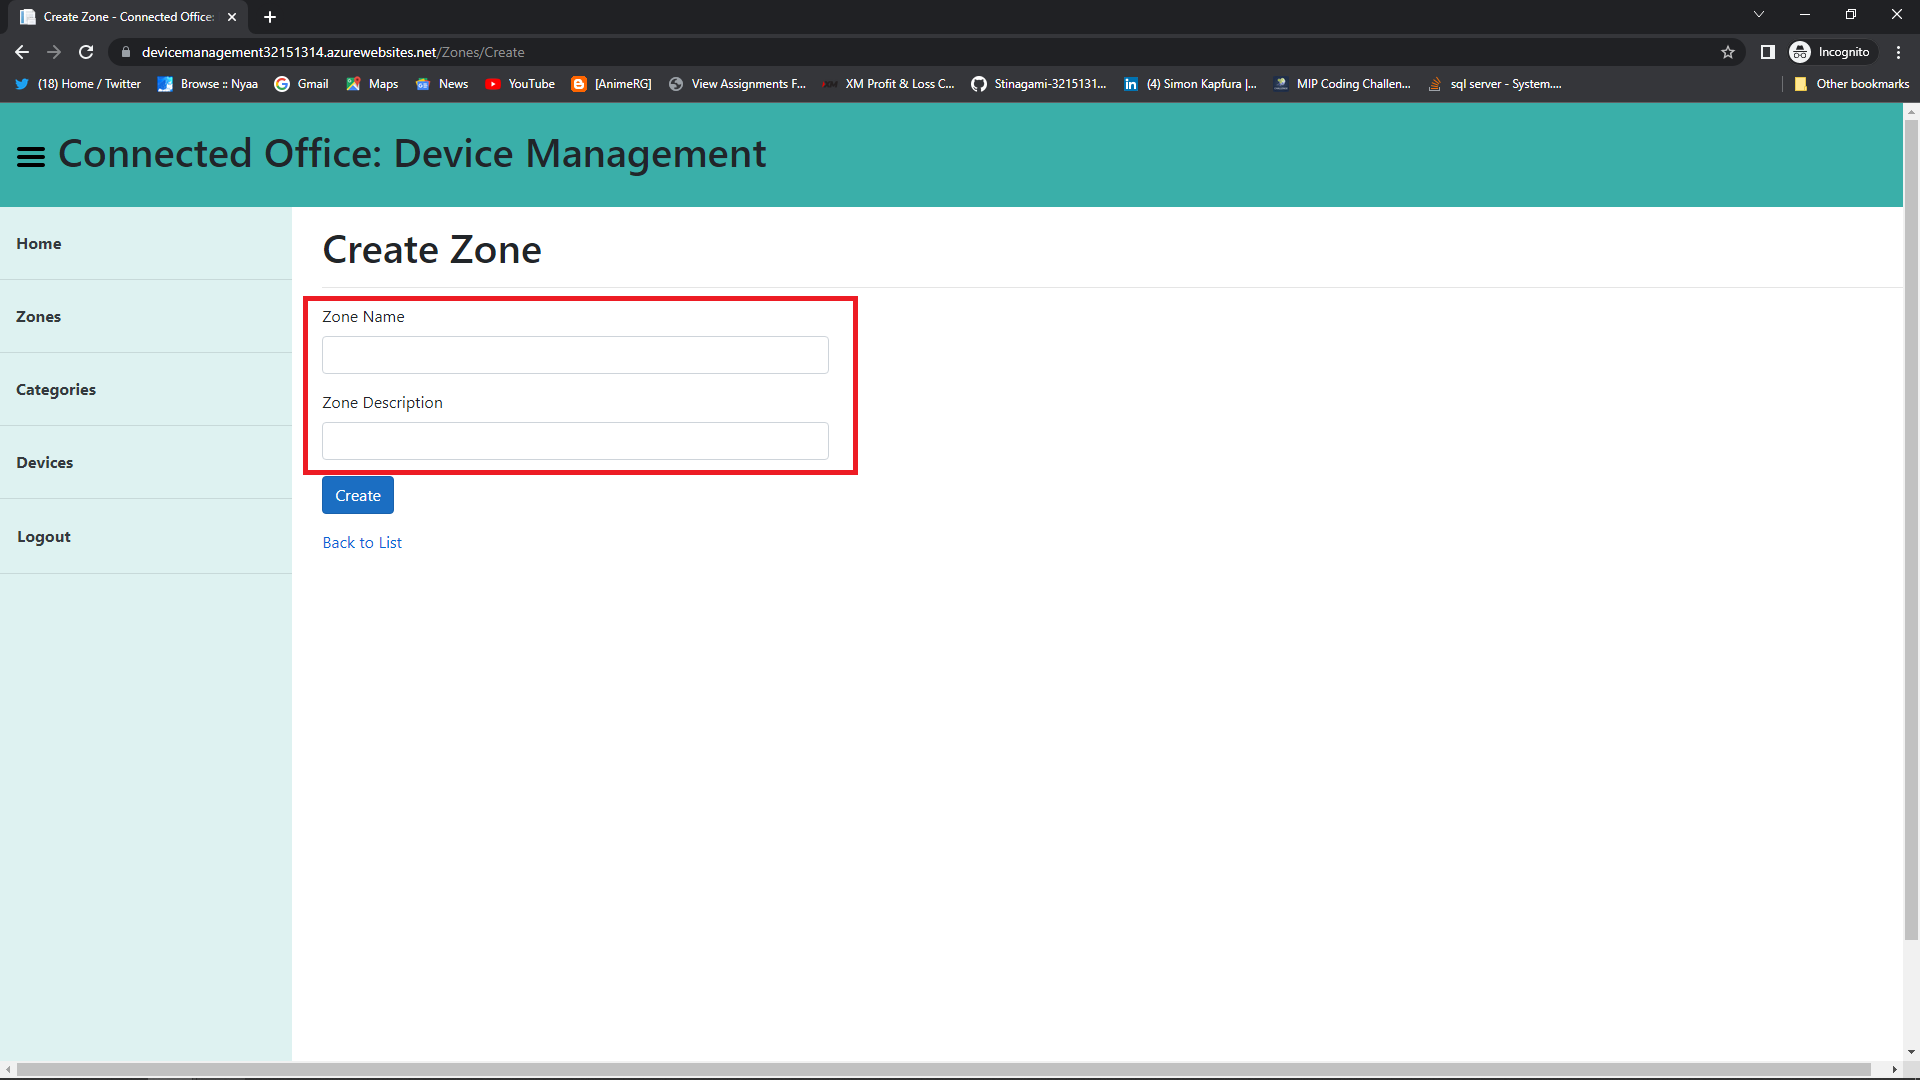 Create Zone - Connected Office:
devicemanagement32151314.azurewebsites.net/Zones/Create
Incognito
(18) Home / Twitter
Browse :: Nyaa
Gmail
Maps
News
YouTube
[AnimeRG]
View Assignments F...
XM Profit & Loss C...
Stinagami-3215131...
(4) Simon Kapfura |...
MIP Coding Challen...
sql server - System....
Other bookmarks
Connected Office: Device Management
Home
Zones
Categories
Devices
Logout
Create Zone
Zone Name
Zone Description
Create
Back to List